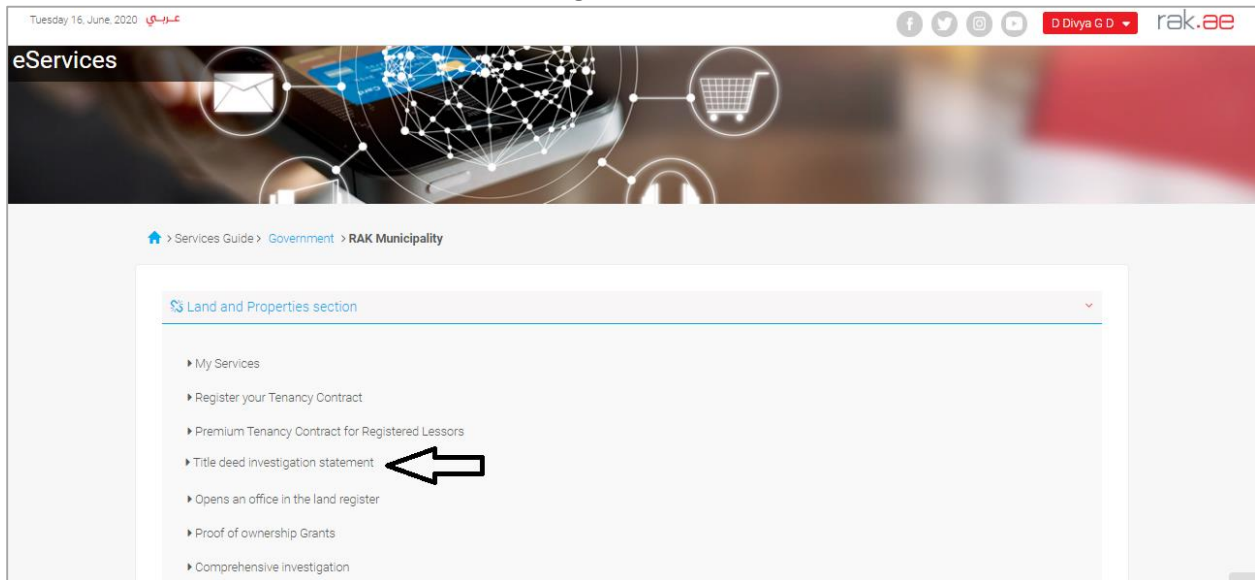 Tuesday 16, June, 2020 عـربـي
D Divya G D
rak.ae
eServices
> Services Guide > Government > RAK Municipality
Land and Properties section
My Services
Register your Tenancy Contract
Premium Tenancy Contract for Registered Lessors
Title deed investigation statement
Opens an office in the land register
Proof of ownership Grants
Comprehensive investigation